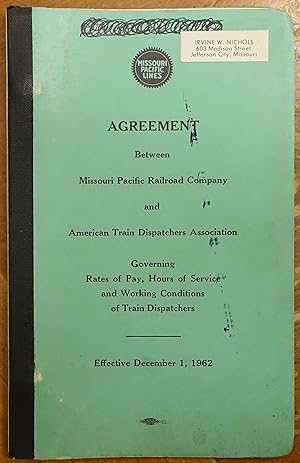 IRVINE W. NICHOLS
603 Madison Street
Jefferson City, Missouri
MISSOURI
PACIFIC
LINES
AGREEMENT
Between
Missouri Pacific Railroad Company
and
American Train Dispatchers Association
Governing
Rates of Pay, Hours of Service
and Working Conditions
of Train Dispatchers
Effective December 1, 1962